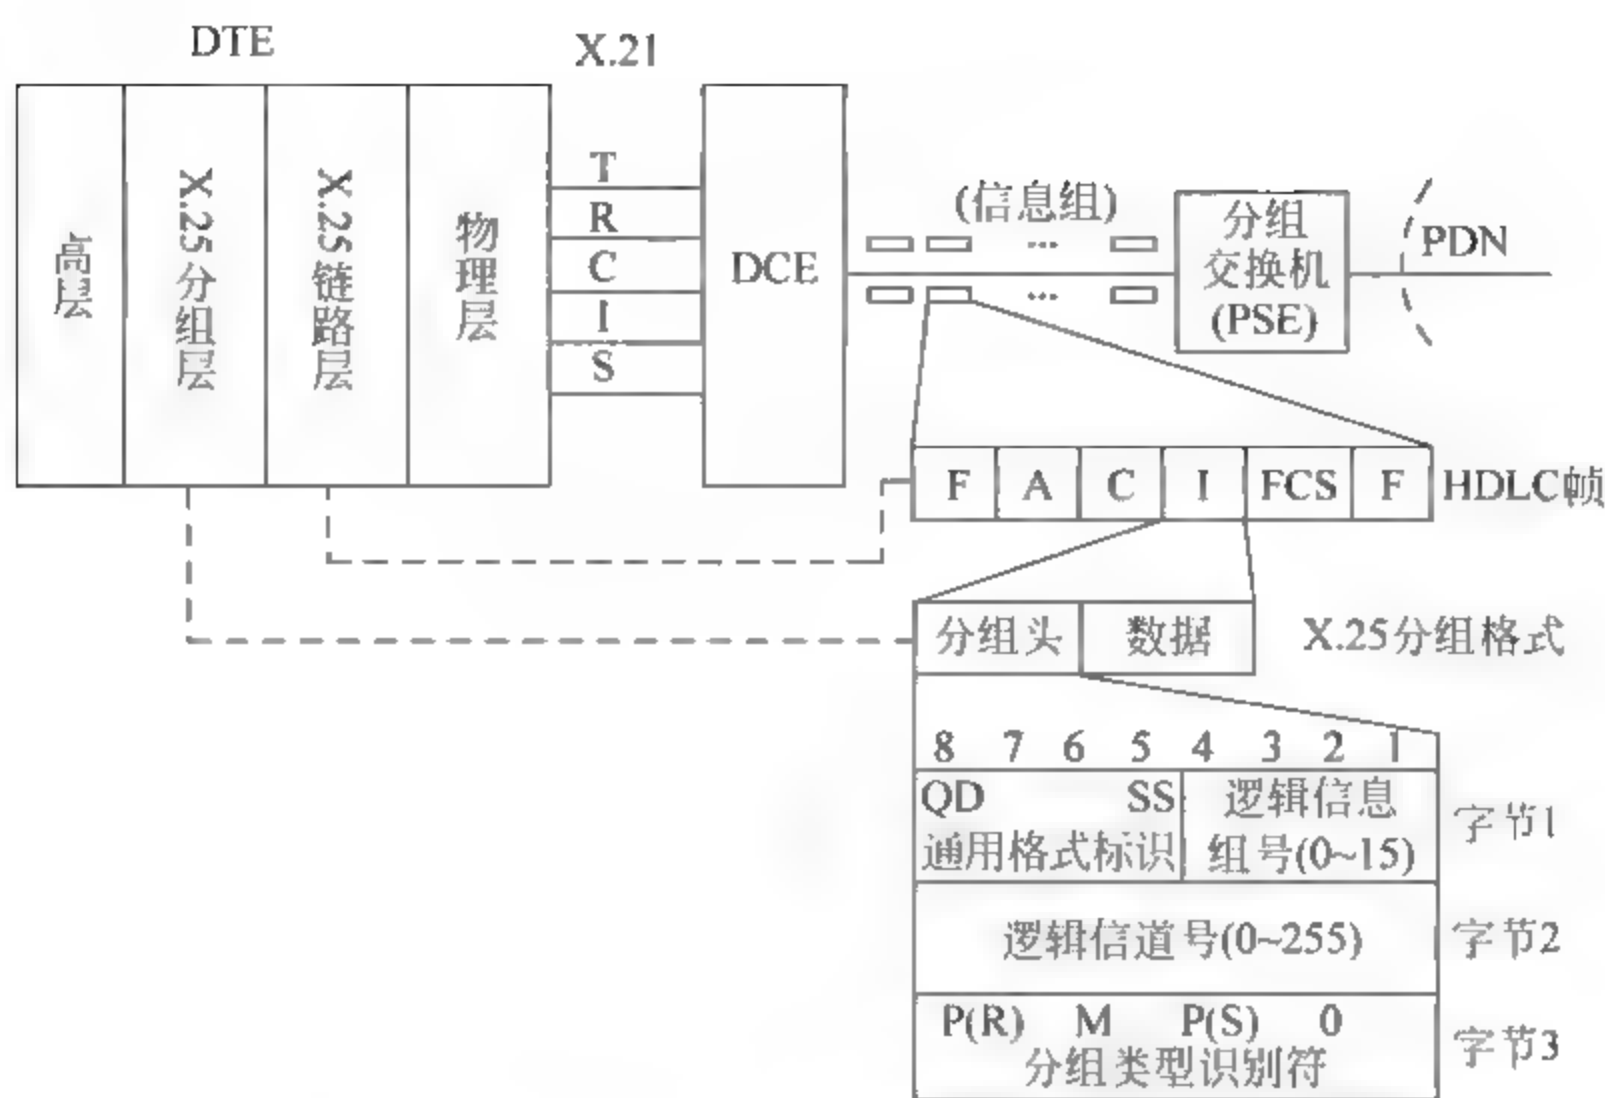 DTE
X.21
高层
X.25分组层
X.25链路层
物理层
T
R
C
I
S
DCE
(信息组)
...
...
分组
交换机
(PSE)
PDN
F A C I FCS F HDLC帧
分组头 数据 X.25分组格式
8 7 6 5 4 3 2 1
QD SS 逻辑信息
通用格式标识 组号(0~15) 字节1
逻辑信道号(0~255) 字节2
P(R) M P(S) 0
分组类型识别符 字节3